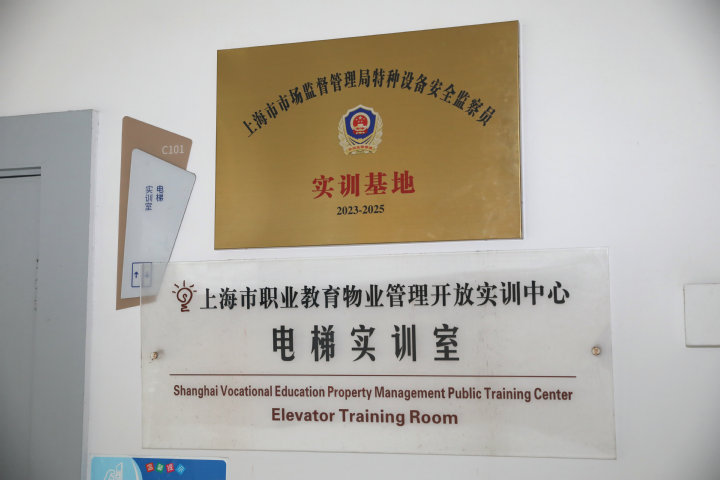 上海市市场监督管理局特种设备安全监察员
实训基地
2023-2025
C101
电梯
实训室
上海市职业教育物业管理开放实训中心
电梯实训室
Shanghai Vocational Education Property Management Public Training Center
Elevator Training Room